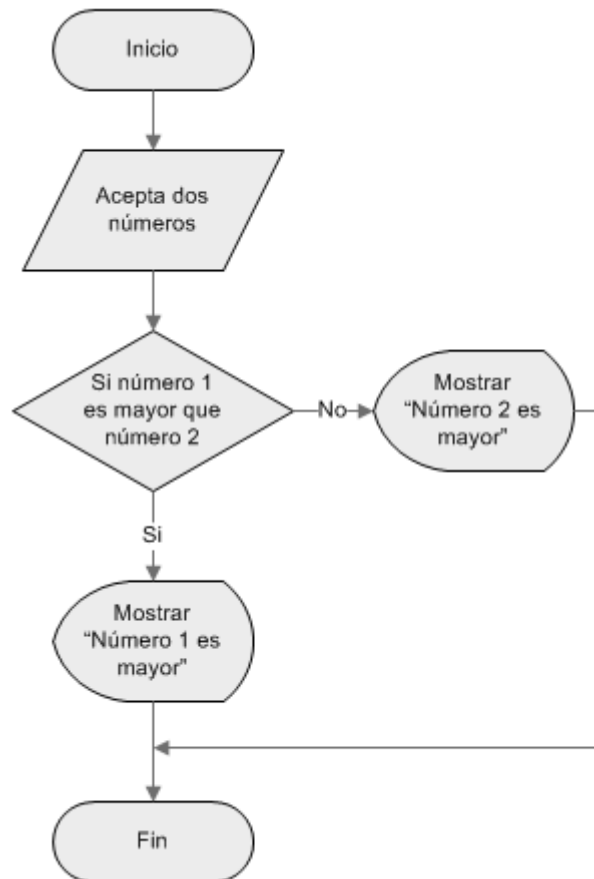 Inicio
Acepta dos
números
Si número 1
es mayor que
número 2
No
Mostrar
“Número 2 es
mayor”
Si
Mostrar
“Número 1 es
mayor”
Fin